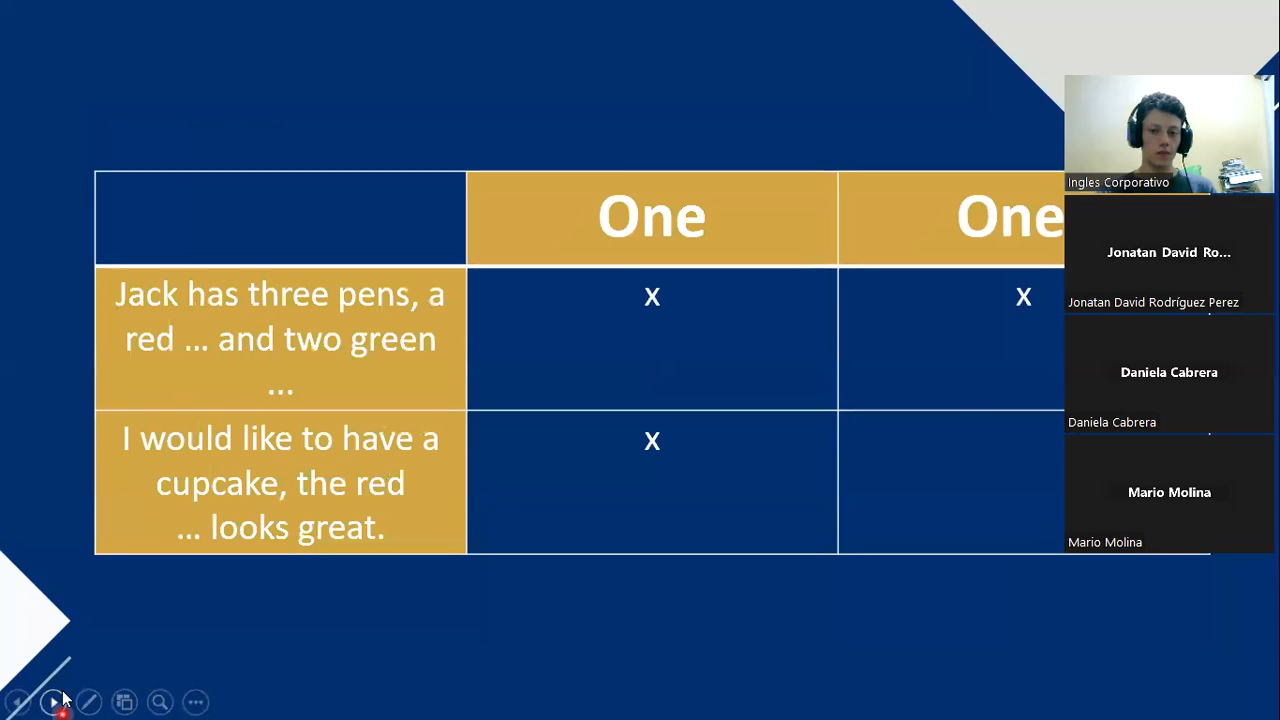 One
One
Jack has three pens, a
red ... and two green
...
x
x
I would like to have a
cupcake, the red
... looks great.
x
Ingles Corporativo
Jonatan David Ro...
Jonatan David Rodríguez Perez
Daniela Cabrera
Daniela Cabrera
Mario Molina
Mario Molina